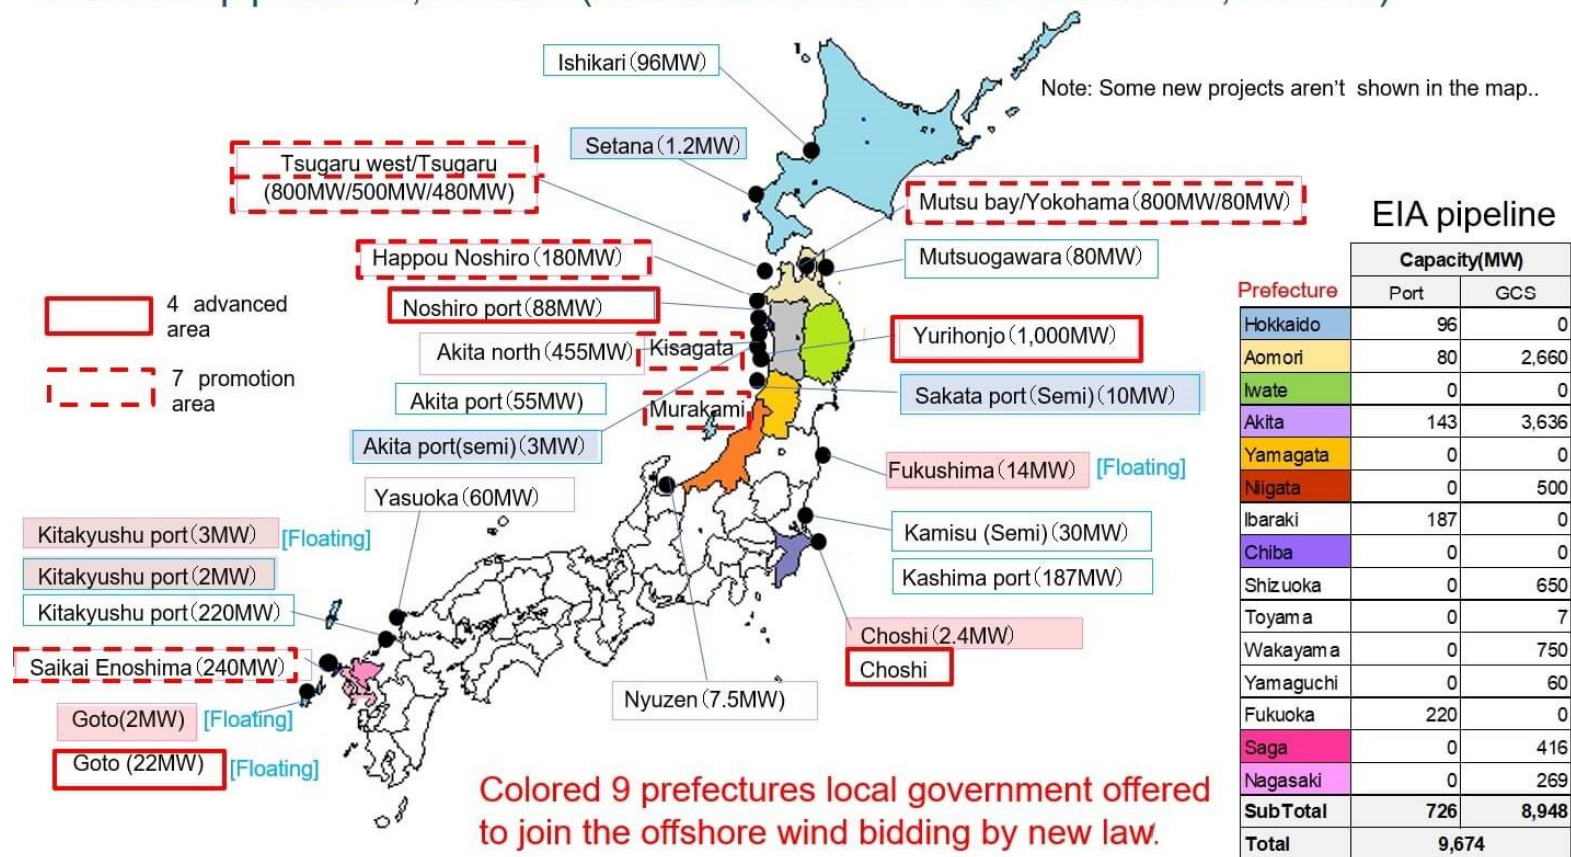 Ishikari (96MW)
Note: Some new projects aren't shown in the map..
Setana (1.2MW)
Tsugaru west/Tsugaru
(800MW/500MW/480MW)
Mutsu bay/Yokohama (800MW/80MW)
Happou Noshiro (180MW)
Mutsuogawara (80MW)
4 advanced
area
Noshiro port (88MW)
Yurihonjo (1,000MW)
Akita north (455MW)
Kisagata
7 promotion
area
Akita port (55MW)
Murakami
Sakata port (Semi) (10MW)
Akita port(semi) (3MW)
Fukushima (14MW) [Floating]
Yasuoka (60MW)
Kitakyushu port (3MW) [Floating]
Kitakyushu port (2MW)
Kitakyushu port (220MW)
Kamisu (Semi) (30MW)
Kashima port (187MW)
Saikai Enoshima (240MW)
Choshi (2.4MW)
Choshi
Nyuzen (7.5MW)
Goto(2MW) [Floating]
Goto (22MW) [Floating]
Colored 9 prefectures local government offered
to join the offshore wind bidding by new law.
EIA pipeline
Capacity(MW)
Prefecture Port GCS
Hokkaido 96 0
Aomori 80 2,660
Iwate 0 0
Akita 143 3,636
Yamagata 0 0
Niigata 0 500
Ibaraki 187 0
Chiba 0 0
Shizuoka 0 650
Toyama 0 7
Wakayama 0 750
Yamaguchi 0 60
Fukuoka 220 0
Saga 0 416
Nagasaki 0 269
SubTotal 726 8,948
Total 9,674